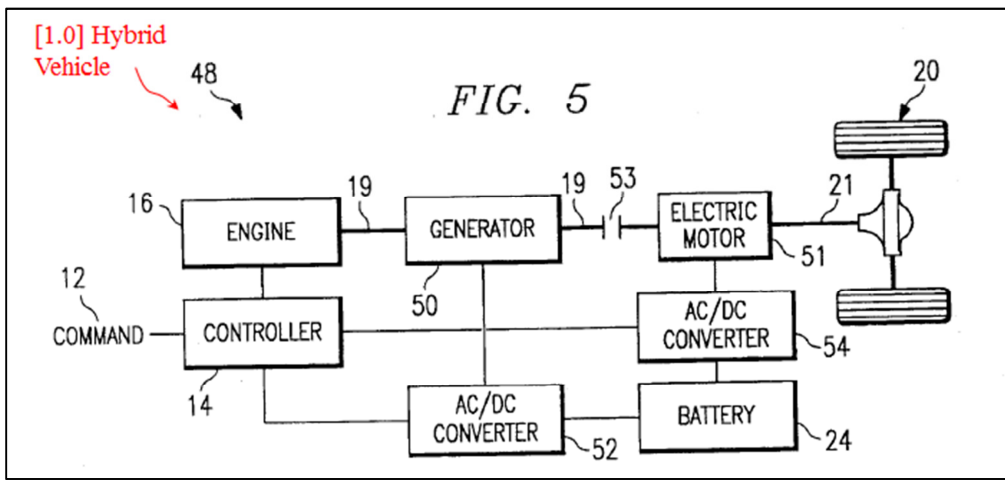 [1.0] Hybrid
Vehicle
48
FIG. 5
20
16
ENGINE
19
GENERATOR
50
19
53
ELECTRIC
MOTOR
51
21
12
COMMAND
CONTROLLER
14
AC/DC
CONVERTER
54
AC/DC
CONVERTER
52
BATTERY
24